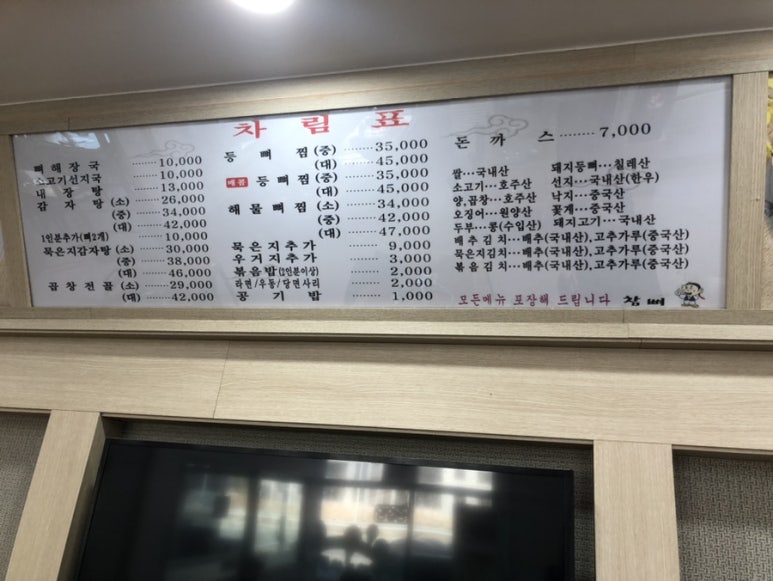 차림표
뼈해장국 ········ 10,000
소고기선지국 ········ 10,000
내장탕 ········ 13,000
감자탕 (소) ····· 26,000
(중) ········ 34,000
(대) ········ 42,000
1인분추가(뼈2개) ········ 10,000
묵은지감자탕 (소) ····· 30,000
(중) ········ 38,000
(대) ········ 46,000
곱창전골 (소) ······ 29,000
(대) ······ 42,000
등뼈찜 (중) ········ 35,000
(대) ········ 45,000
매콤 등뼈찜 (중) ········ 35,000
(대) ········ 45,000
해물뼈찜 (소) ········ 34,000
(중) ········ 42,000
(대) ········ 47,000
묵은지추가 ········ 9,000
우거지추가 ········ 3,000
볶음밥(2인분이상) ········ 2,000
라면/우동/당면사리 ······ 2,000
공기밥 ········ 1,000
돈까스 ········ 7,000
쌀···국내산 돼지등뼈···칠레산
소고기···호주산 선지···국내산(한우)
양,곱창···호주산 낙지···중국산
오징어···원양산 꽃게···중국산
두부···콩(수입산) 돼지고기···국내산
배추김치···배추(국내산),고추가루(중국산)
묵은지김치···배추(국내산),고추가루(중국산)
볶음김치···배추(국내산),고추가루(중국산)
모든메뉴 포장해 드립니다 참뼈